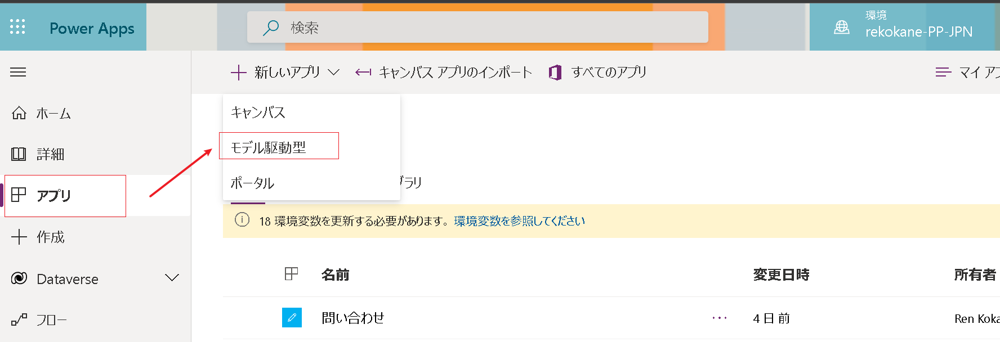 Power Apps
検索
環境
rekokane-PP-JPN
新しいアプリ
キャンバス アプリのインポート
すべてのアプリ
マイ アプ
ホーム
詳細
アプリ
作成
Dataverse
フロー
キャンバス
モデル駆動型
ポータル
ブラリ
18 環境変数を更新する必要があります。環境変数を参照してください
名前
変更日時
所有者
問い合わせ
4 日 前
Ren Koka